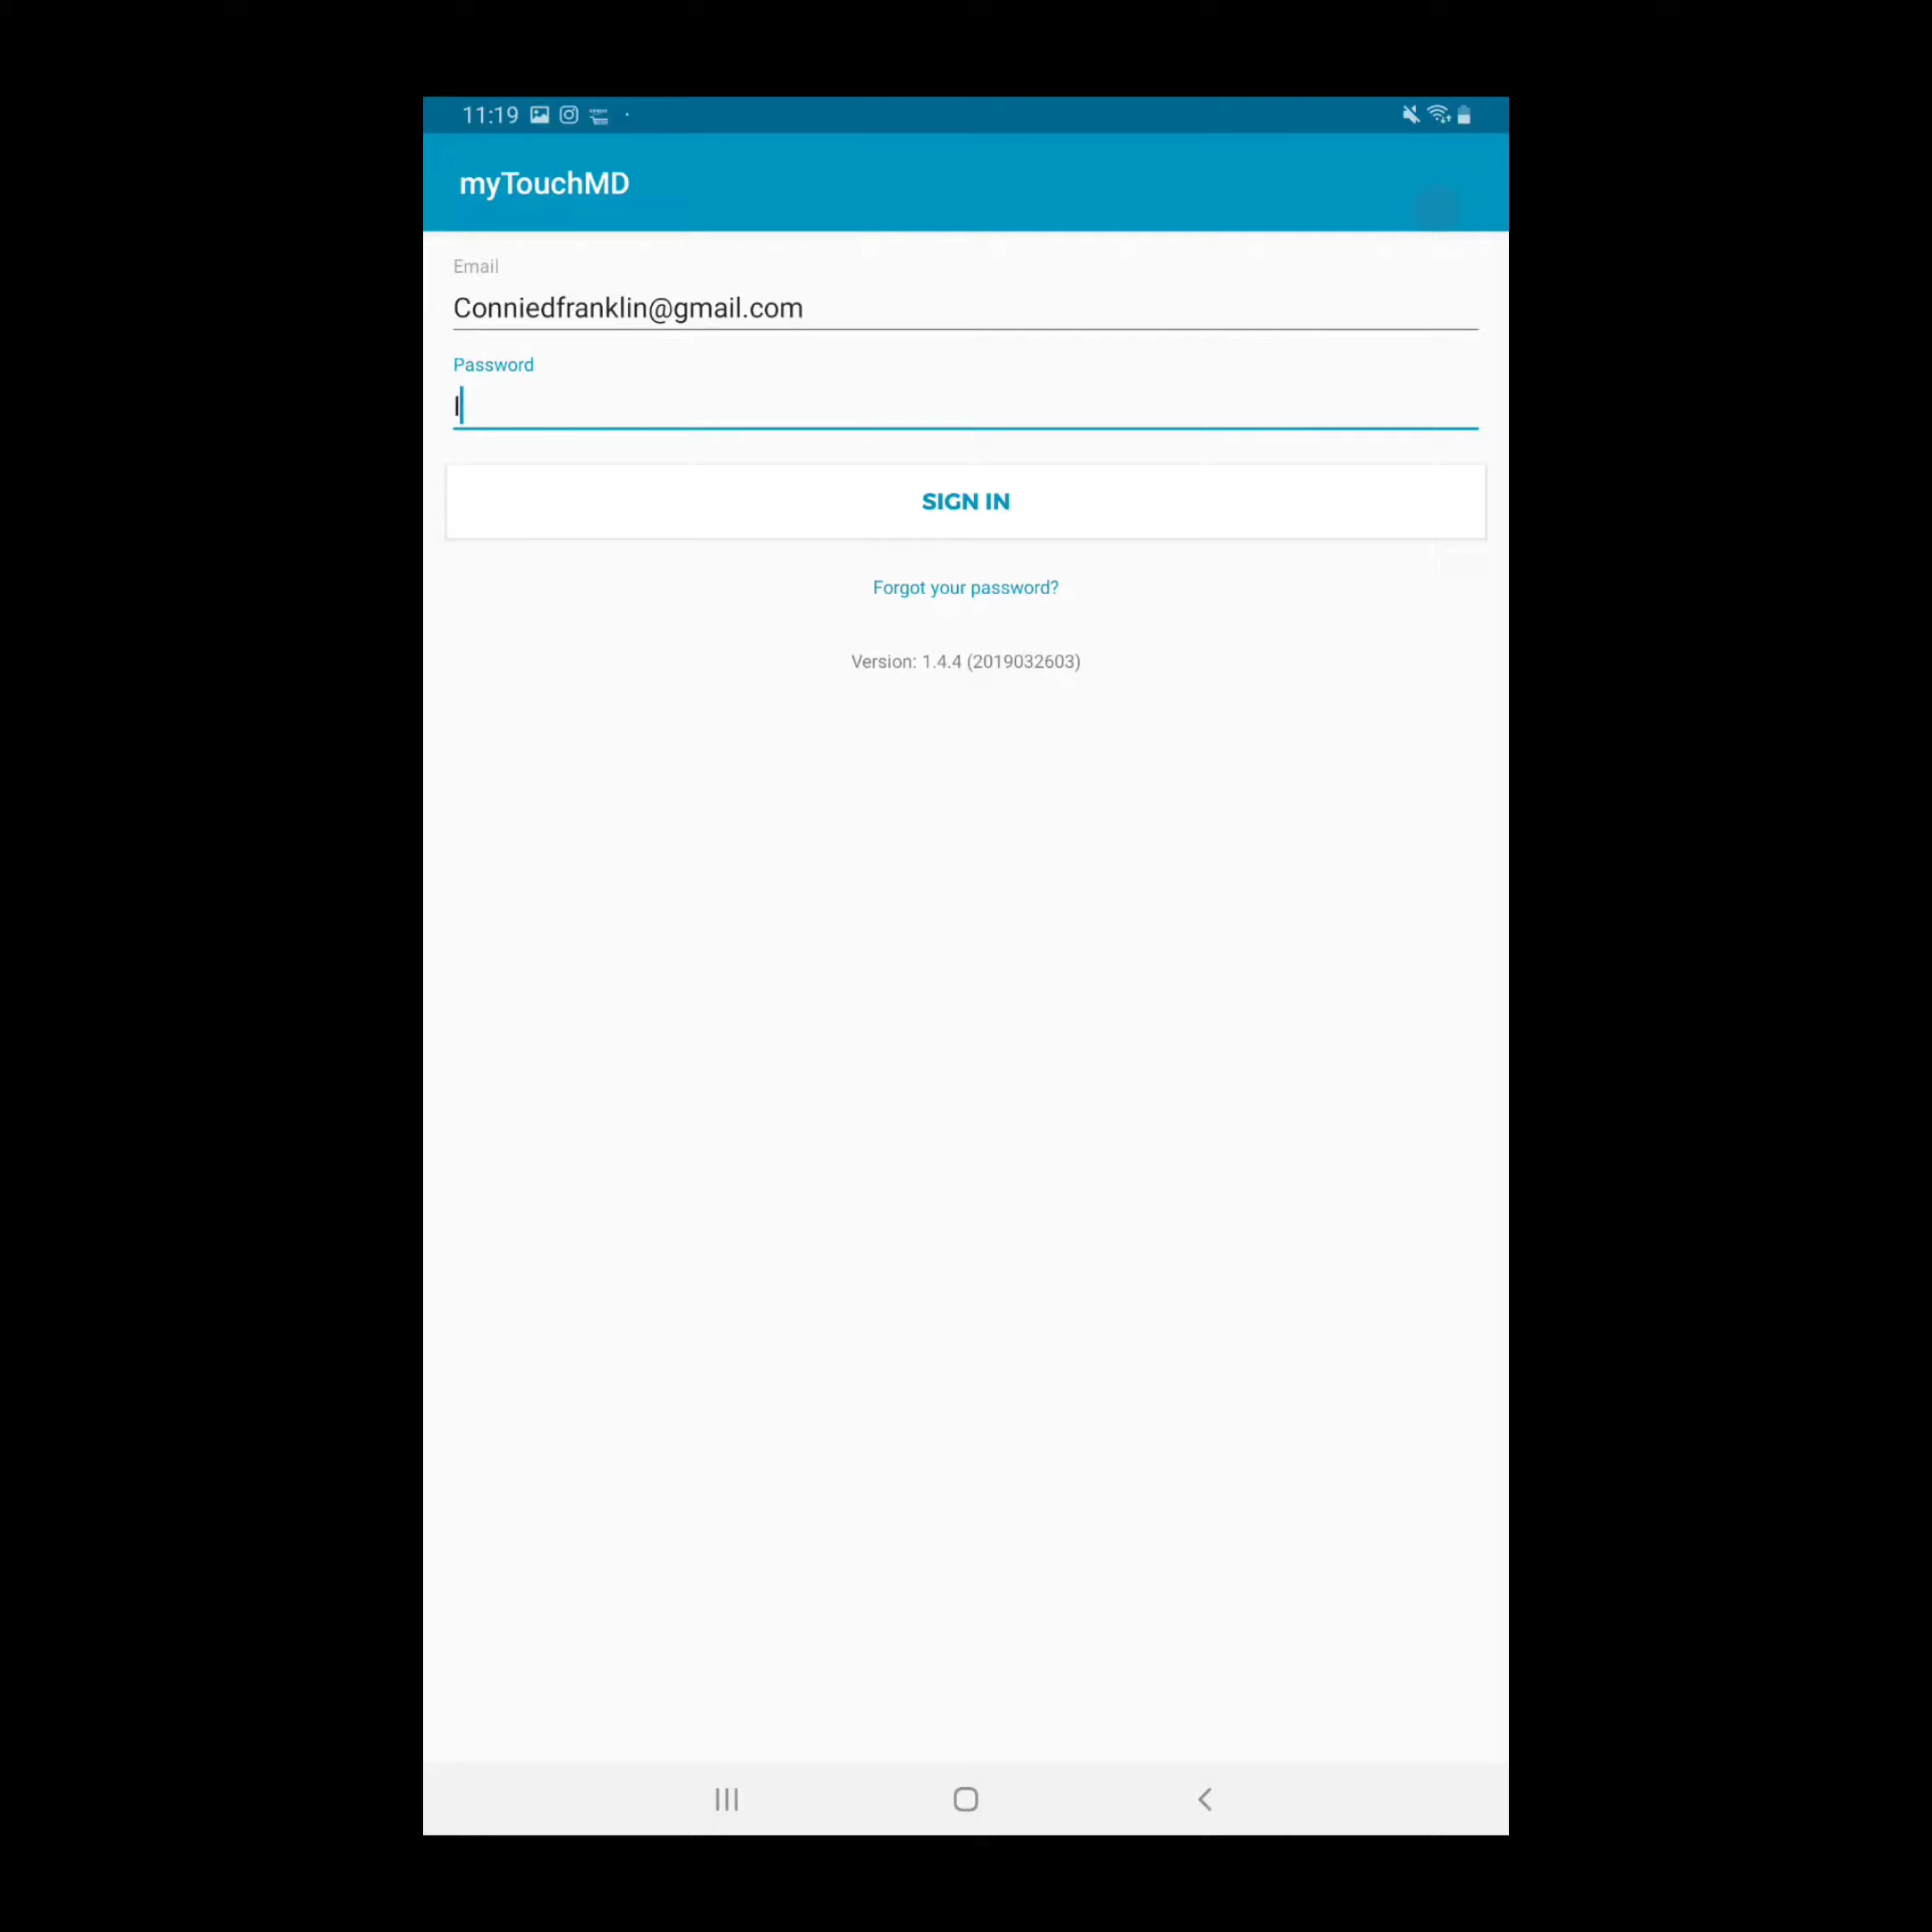 11:19
myTouchMD
Email
Conniedfranklin@gmail.com
Password
SIGN IN
Forgot your password?
Version: 1.4.4 (2019032603)